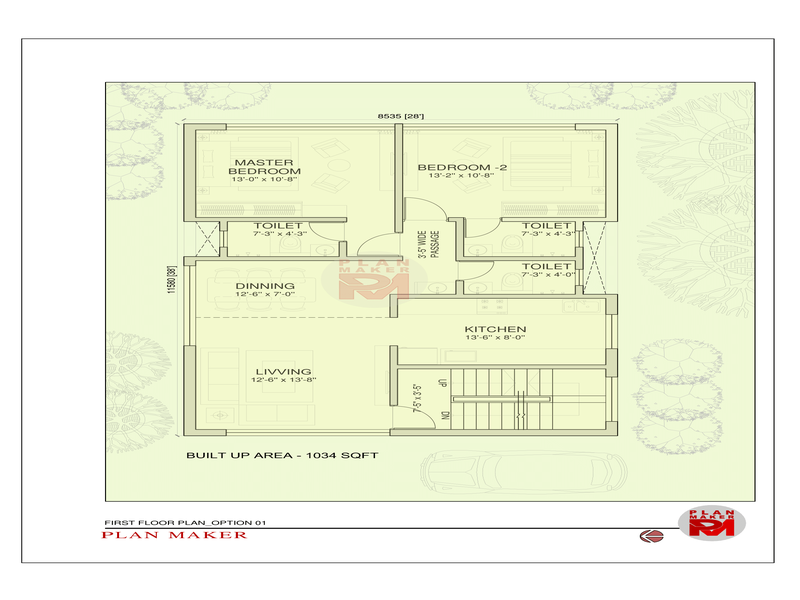 8535 [28']
MASTER
BEDROOM
13'-0" x 10'-8"
BEDROOM -2
13'-2" x 10'-8"
TOILET
7'-3" x 4'-3"
3'-5" WIDE
PASSAGE
TOILET
7'-3" x 4'-3"
PLAN
MAKER
PM
TOILET
7'-3" x 4'-0"
11580 [38']
DINNING
12'-6" x 7'-0"
KITCHEN
13'-6" x 8'-0"
LIVVING
12'-6" x 13'-8"
7'-5" x 3'-5"
UP
DN
BUILT UP AREA - 1034 SQFT
FIRST FLOOR PLAN_OPTION 01
PLAN MAKER
PLAN
MAKER
PM